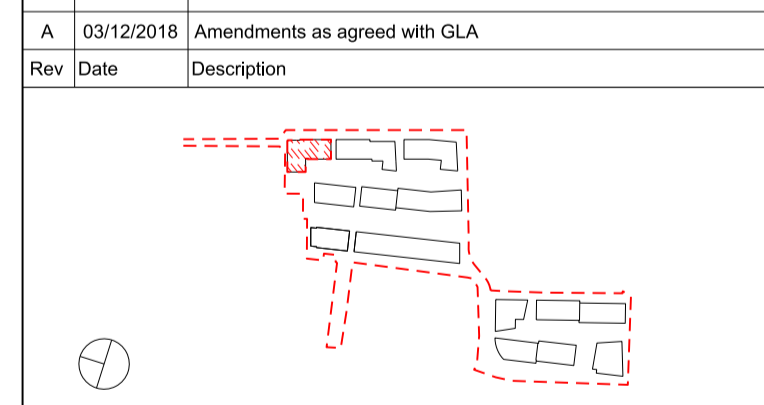 A 03/12/2018 Amendments as agreed with GLA
Rev Date Description